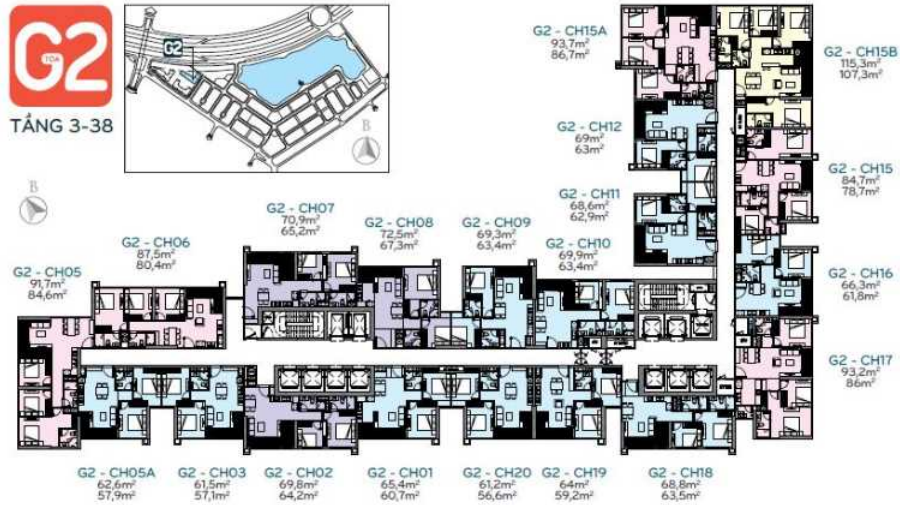 G2
TÒA
TẦNG 3-38
G2
B
B
G2 - CH15A
93,7m²
86,7m²
G2 - CH15B
115,3m²
107,3m²
G2 - CH12
69m²
63m²
G2 - CH11
68,6m²
62,9m²
G2 - CH15
84,7m²
78,7m²
G2 - CH07
70,9m²
65,2m²
G2 - CH08
72,5m²
67,3m²
G2 - CH09
69,3m²
63,4m²
G2 - CH10
69,9m²
63,4m²
G2 - CH06
87,5m²
80,4m²
G2 - CH05
91,7m²
84,6m²
G2 - CH16
66,3m²
61,8m²
G2 - CH17
93,2m²
86m²
G2 - CH05A
62,6m²
57,9m²
G2 - CH03
61,5m²
57,1m²
G2 - CH02
69,8m²
64,2m²
G2 - CH01
65,4m²
60,7m²
G2 - CH20
61,2m²
56,6m²
G2 - CH19
64m²
59,2m²
G2 - CH18
68,8m²
63,5m²